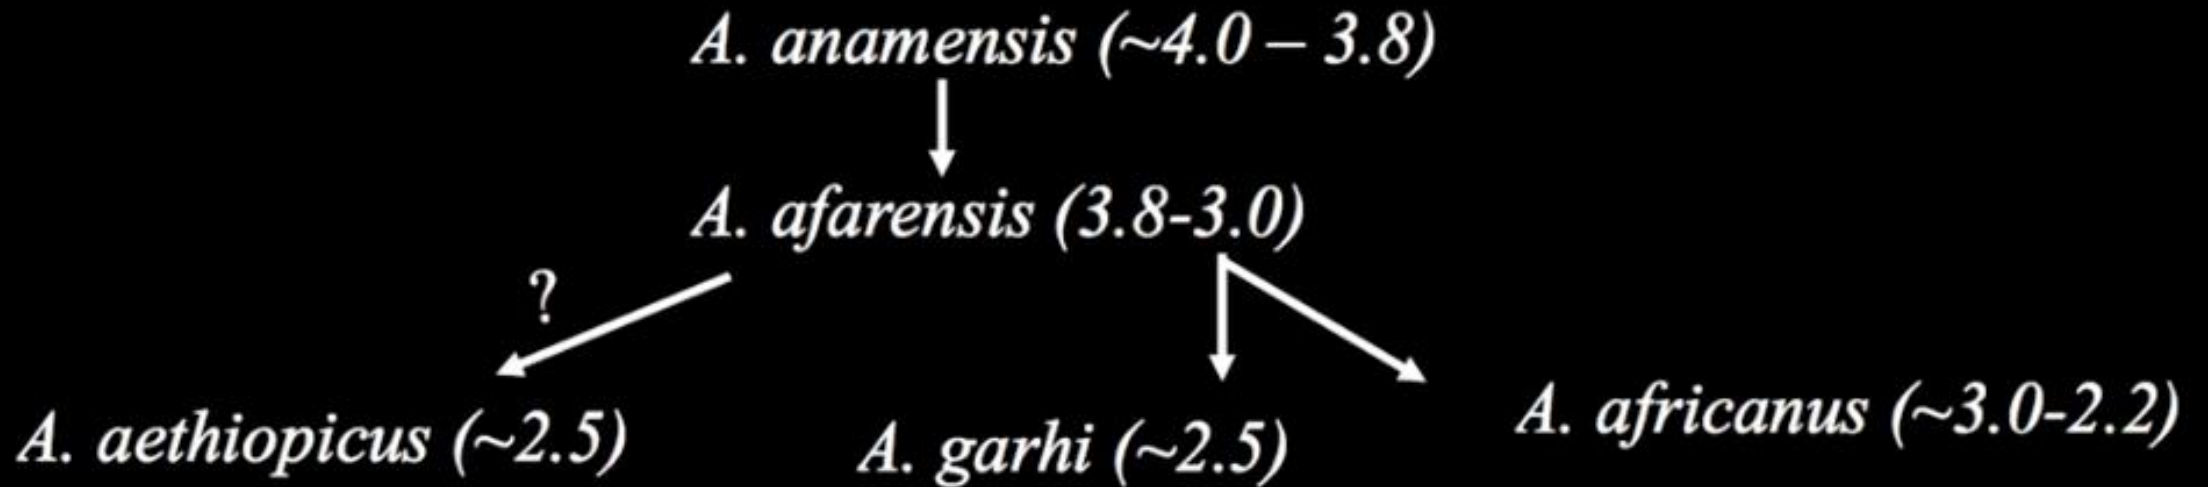 A. anamensis (~4.0 – 3.8)
A. afarensis (3.8-3.0)
?
A. aethiopicus (~2.5)
A. garhi (~2.5)
A. africanus (~3.0-2.2)